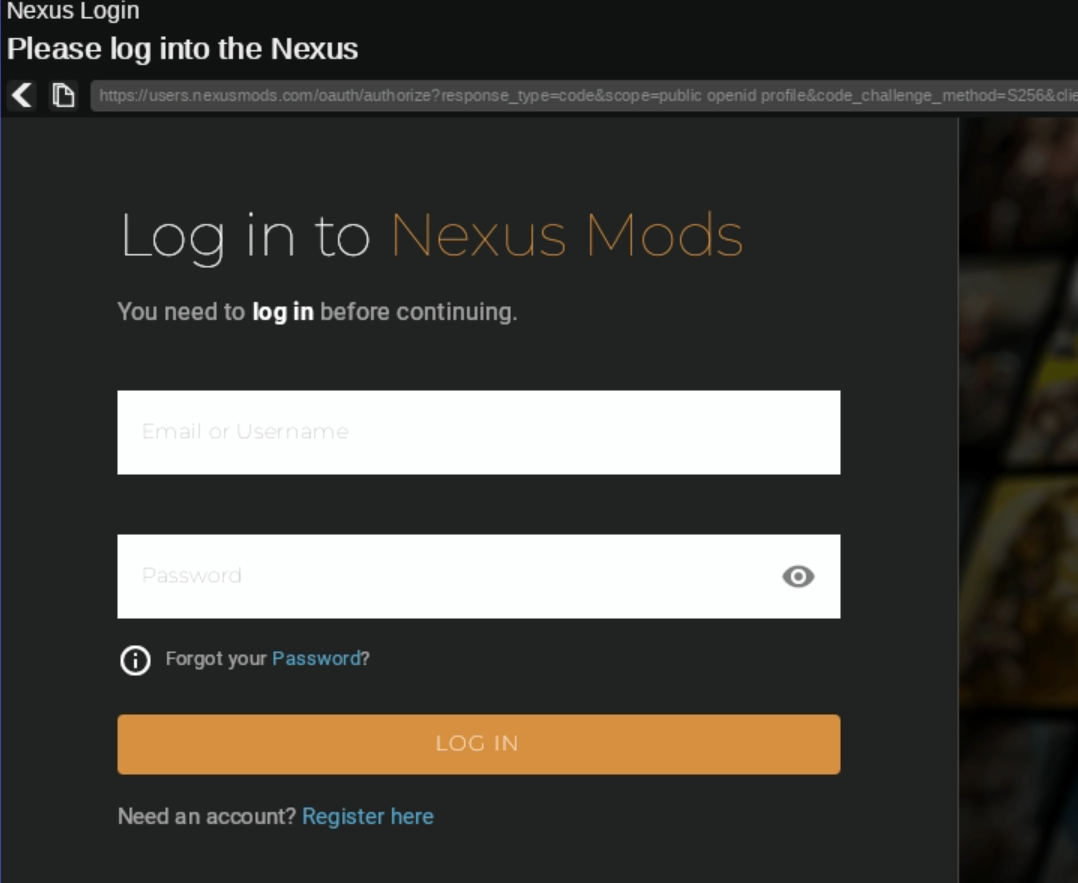 Nexus Login
Please log into the Nexus
https://users.nexusmods.com/oauth/authorize?response_type=code&scope=public openid profile&code_challenge_method=S256&clie
Log in to Nexus Mods
You need to log in before continuing.
Email or Username
Password
Forgot your Password?
LOG IN
Need an account? Register here